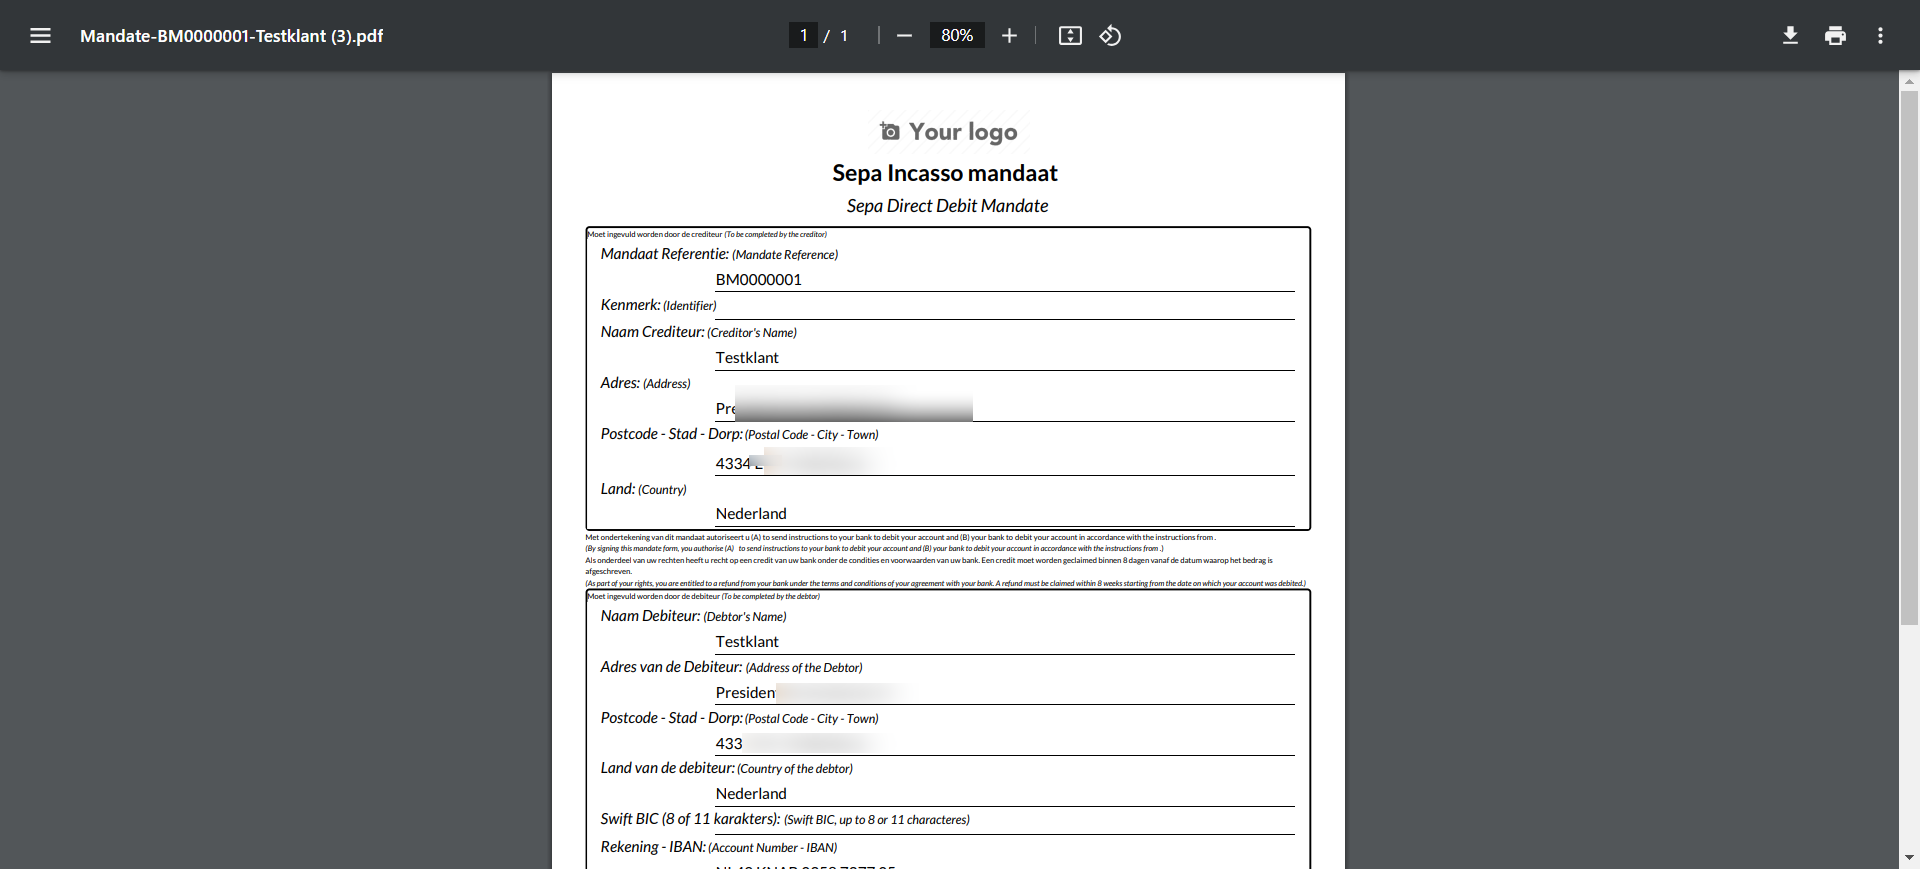 Mandate-BM0000001-Testklant (3).pdf
1 / 1
80%
Your logo
Sepa Incasso mandaat
Sepa Direct Debit Mandate
Moet ingevuld worden door de crediteur (To be completed by the creditor)
Mandaat Referentie: (Mandate Reference)
BM0000001
Kenmerk: (Identifier)
Naam Crediteur: (Creditor's Name)
Testklant
Adres: (Address)
Pre
Postcode - Stad - Dorp: (Postal Code - City - Town)
4334
Land: (Country)
Nederland
Met ondertekening van dit mandaat autoriseert u (A) to send instructions to your bank to debit your account and (B) your bank to debit your account in accordance with the instructions from .
(By signing this mandate form, you authorise (A) to send instructions to your bank to debit your account and (B) your bank to debit your account in accordance with the instructions from .)
Als onderdeel van uw rechten heeft u recht op een credit van uw bank onder de condities en voorwaarden van uw bank. Een credit moet worden geclaimed binnen 8 dagen vanaf de datum waarop het bedrag is
afgeschreven.
(As part of your rights, you are entitled to a refund from your bank under the terms and conditions of your agreement with your bank. A refund must be claimed within 8 weeks starting from the date on which your account was debited.)
Moet ingevuld worden door de debiteur (To be completed by the debtor)
Naam Debiteur: (Debtor's Name)
Testklant
Adres van de Debiteur: (Address of the Debtor)
Presiden
Postcode - Stad - Dorp: (Postal Code - City - Town)
433
Land van de debiteur: (Country of the debtor)
Nederland
Swift BIC (8 of 11 karakters): (Swift BIC, up to 8 or 11 characteres)
Rekening - IBAN: (Account Number - IBAN)